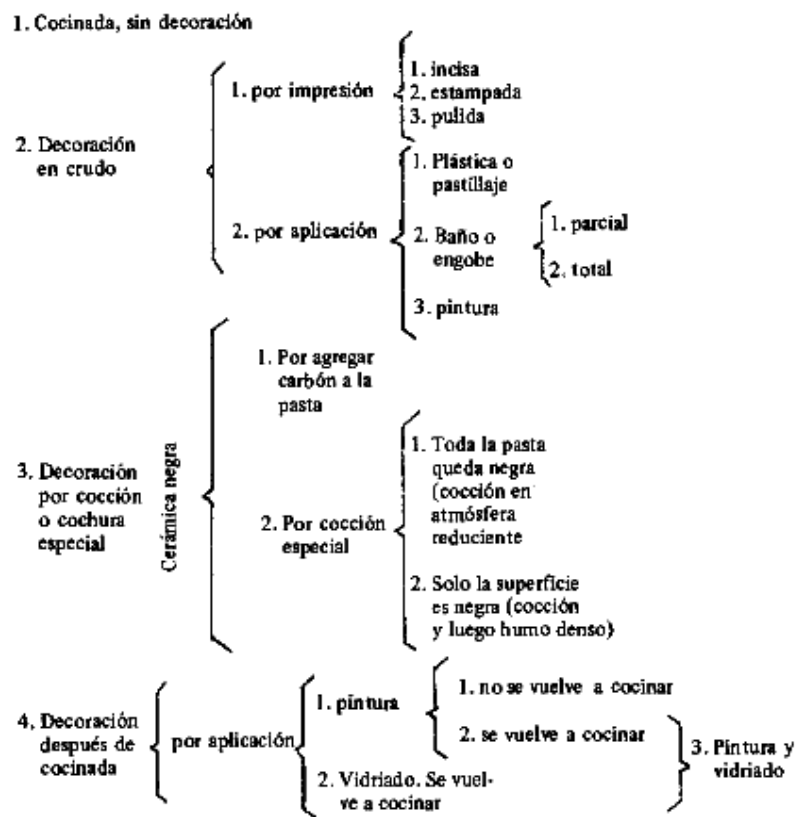 1. Cocinada, sin decoración
2. Decoración
en crudo
1. por impresión
1. incisa
2. estampada
3. pulida
2. por aplicación
1. Plástica o
pastillaje
2. Baño o
engobe
1. parcial
2. total
3. pintura
3. Decoración
por cocción
o cochura
especial
Cerámica negra
1. Por agregar
carbón a la
pasta
2. Por cocción
especial
1. Toda la pasta
queda negra
(cocción en
atmósfera
reduciente
2. Solo la superficie
es negra (cocción
y luego humo denso)
4. Decoración
después de
cocinada
por aplicación
1. pintura
1. no se vuelve a cocinar
2. se vuelve a cocinar
2. Vidriado. Se vuel-
ve a cocinar
3. Pintura y
vidriado